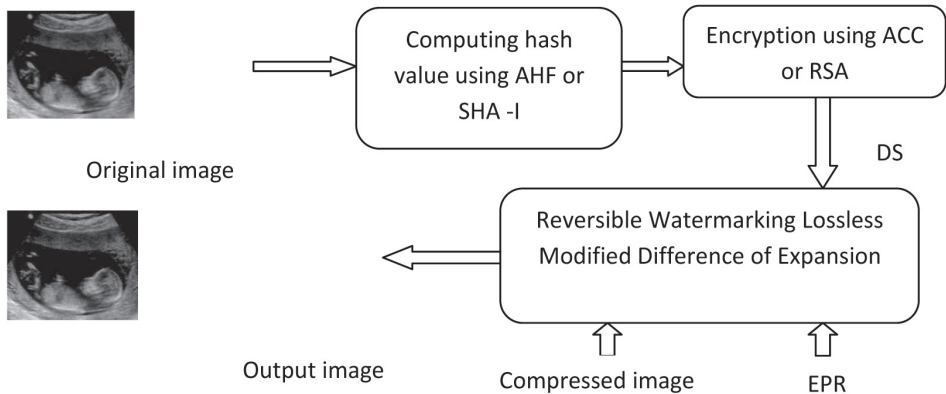 Computing hash
value using AHF or
SHA -I
Encryption using ACC
or RSA
DS
Original image
Reversible Watermarking Lossless
Modified Difference of Expansion
Output image
Compressed image
EPR